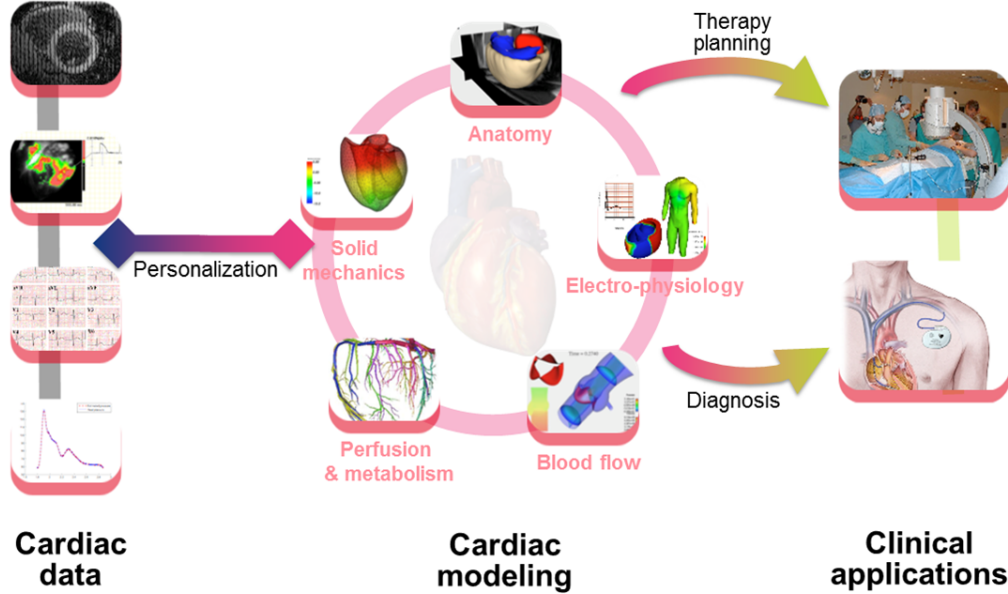 Therapy
planning
Anatomy
Personalization
Solid
mechanics
Electro-physiology
Perfusion
& metabolism
Blood flow
Diagnosis
Cardiac
data
Cardiac
modeling
Clinical
applications